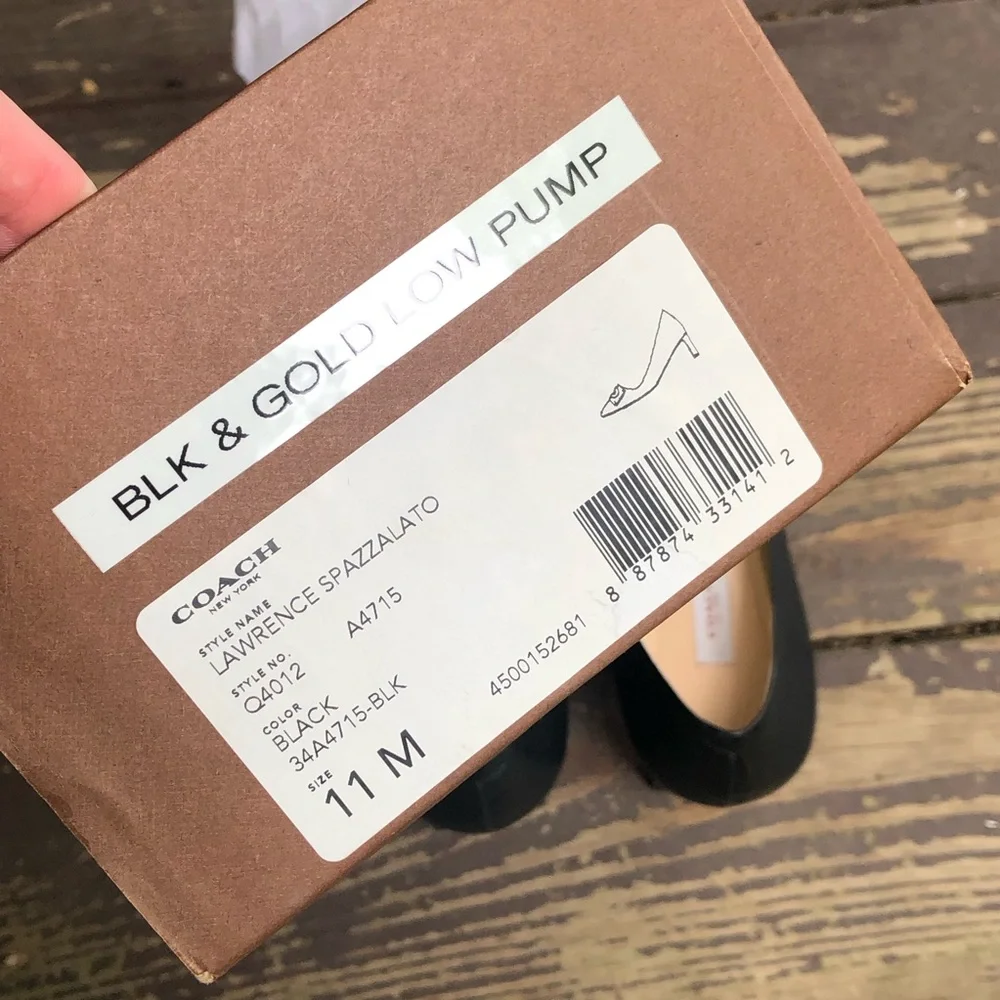 BLK & GOLD LOW PUMP
COACH
NEW YORK
STYLE NAME
LAWRENCE SPAZZALATO
STYLE NO.
Q4012 A4715
COLOR
BLACK
34A4715-BLK 4500152681
SIZE
11 M
8 87874 33141 2